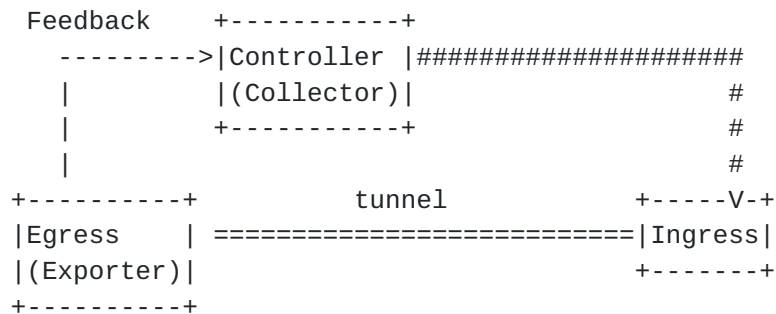 Feedback     +-----------+
   --------->|Controller |#####################
   |         |(Collector)|                    #
   |         +-----------+                    #
   |                                          #
+----------+          tunnel            +-----V-+
|Egress    | ===========================|Ingress|
|(Exporter)|                            +-------+
+----------+